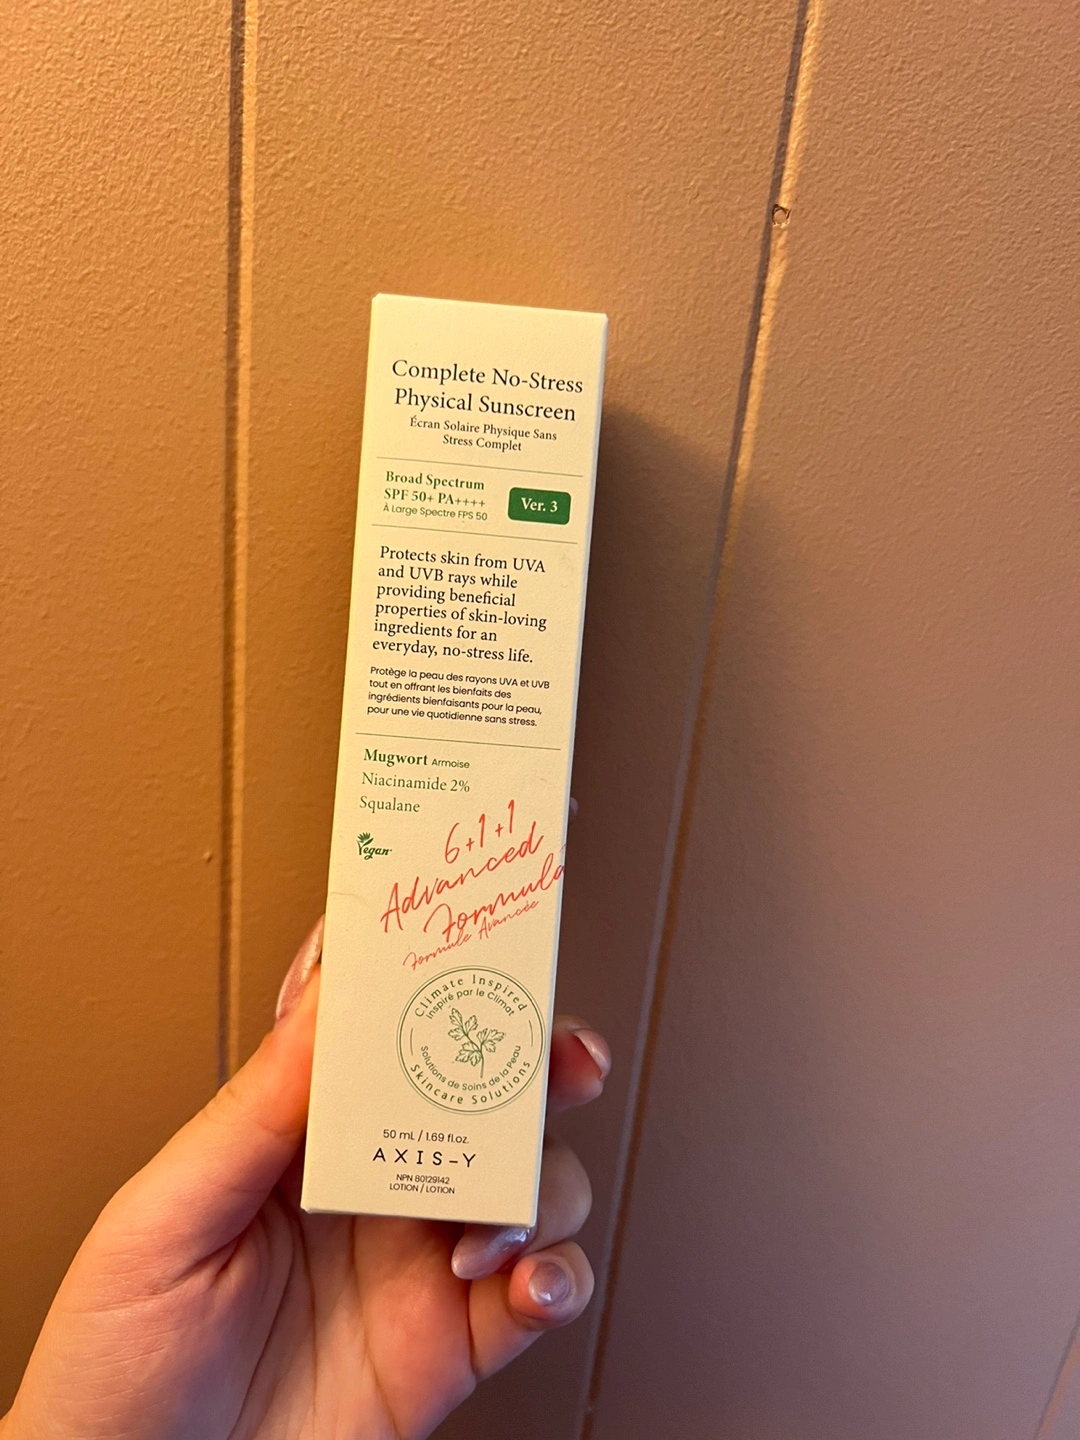 Complete No-Stress
Physical Sunscreen
Écran Solaire Physique Sans
Stress Complet
Broad Spectrum
SPF 50+ PA++++
À Large Spectre FPS 50
Ver. 3
Protects skin from UVA
and UVB rays while
providing beneficial
properties of skin-loving
ingredients for an
everyday, no-stress life.
Protège la peau des rayons UVA et UVB
tout en offrant les bienfaits des
ingrédients bienfaisants pour la peau,
pour une vie quotidienne sans stress.
Mugwort Armoise
Niacinamide 2%
Squalane
Vegan
6+1+1
Advanced
Formula
Formule Avancée
Climate Inspired
Inspiré par le Climat
Solutions de Soins de la Peau
Skincare Solutions
50 mL / 1.69 fl.oz.
AXIS-Y
NPN 80129142
LOTION / LOTION